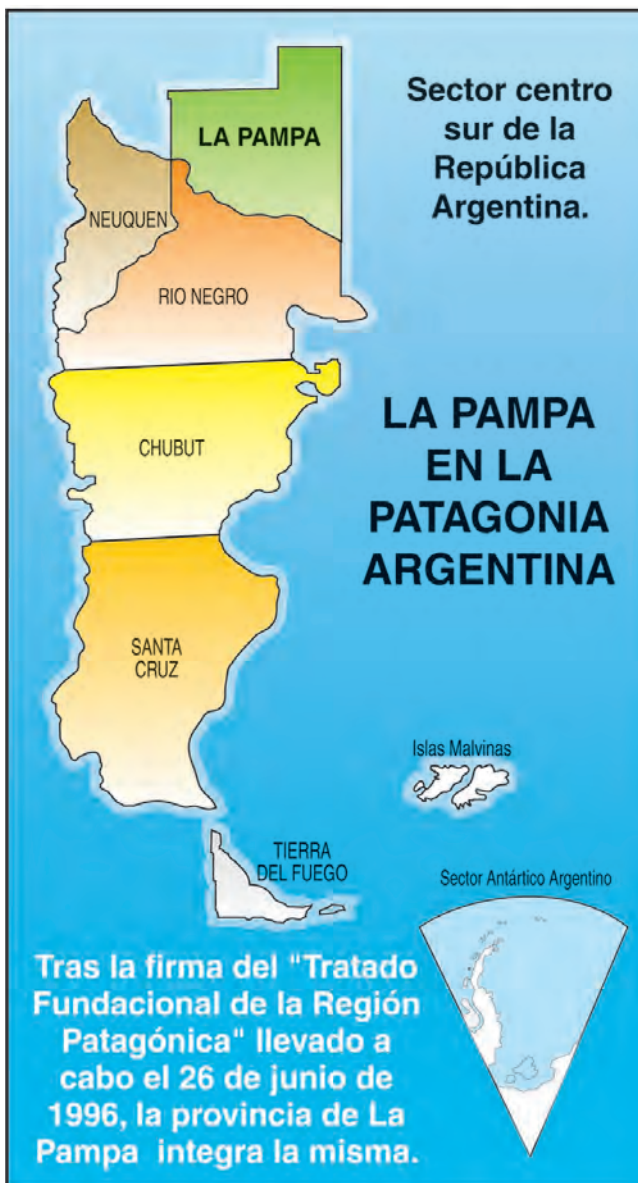 Sector centro
sur de la
República
Argentina.
LA PAMPA
NEUQUEN
RIO NEGRO
LA PAMPA
EN LA
PATAGONIA
ARGENTINA
CHUBUT
SANTA
CRUZ
Islas Malvinas
TIERRA
DEL FUEGO
Sector Antártico Argentino
Tras la firma del "Tratado
Fundacional de la Región
Patagónica" llevado a
cabo el 26 de junio de
1996, la provincia de La
Pampa integra la misma.